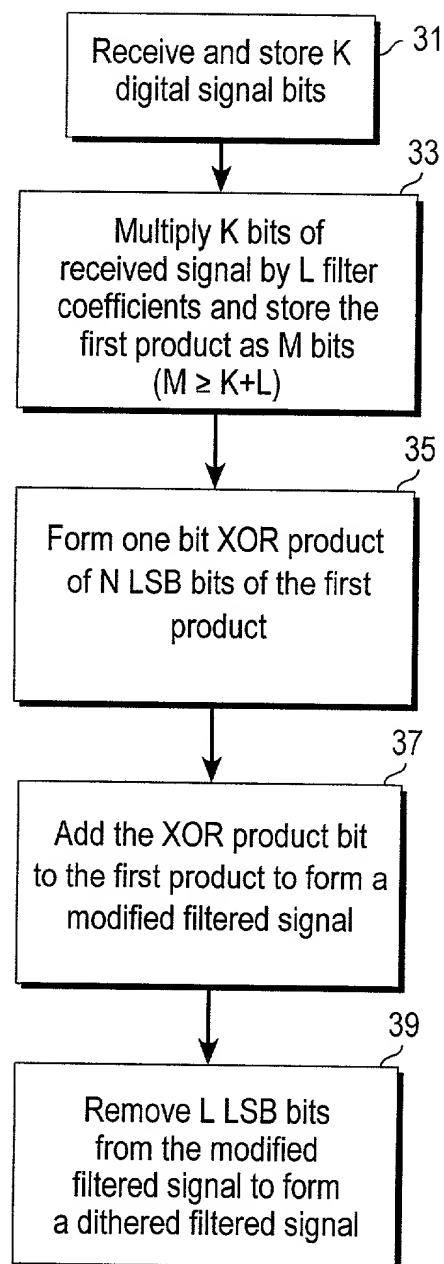 31
Receive and store K
digital signal bits
33
Multiply K bits of
received signal by L filter
coefficients and store the
first product as M bits
(M ≥ K+L)
35
Form one bit XOR product
of N LSB bits of the first
product
37
Add the XOR product bit
to the first product to form a
modified filtered signal
39
Remove L LSB bits
from the modified
filtered signal to form
a dithered filtered signal